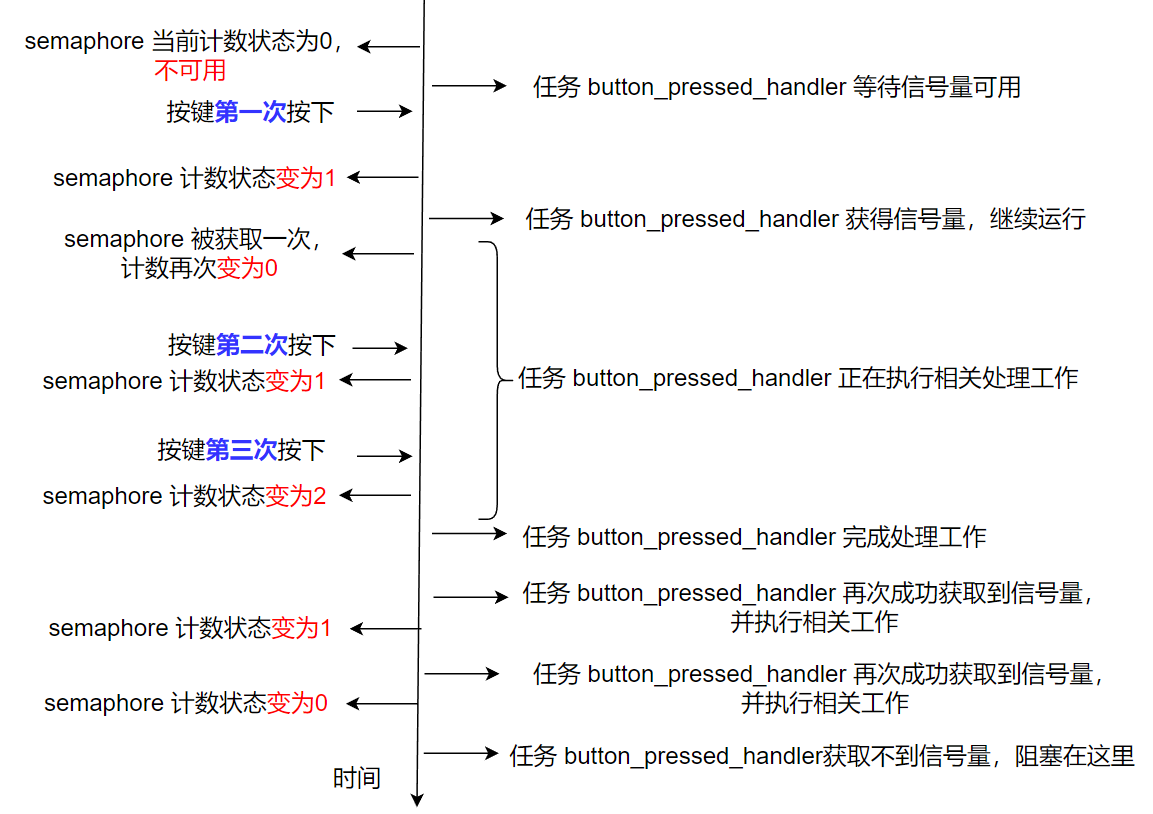 semaphore 当前计数状态为0，
不可用
任务 button_pressed_handler 等待信号量可用
按键第一次按下
semaphore 计数状态变为1
任务 button_pressed_handler 获得信号量，继续运行
semaphore 被获取一次，
计数再次变为0
按键第二次按下
semaphore 计数状态变为1
任务 button_pressed_handler 正在执行相关处理工作
按键第三次按下
semaphore 计数状态变为2
任务 button_pressed_handler 完成处理工作
任务 button_pressed_handler 再次成功获取到信号量，
并执行相关工作
semaphore 计数状态变为1
任务 button_pressed_handler 再次成功获取到信号量，
并执行相关工作
semaphore 计数状态变为0
任务 button_pressed_handler获取不到信号量，阻塞在这里
时间